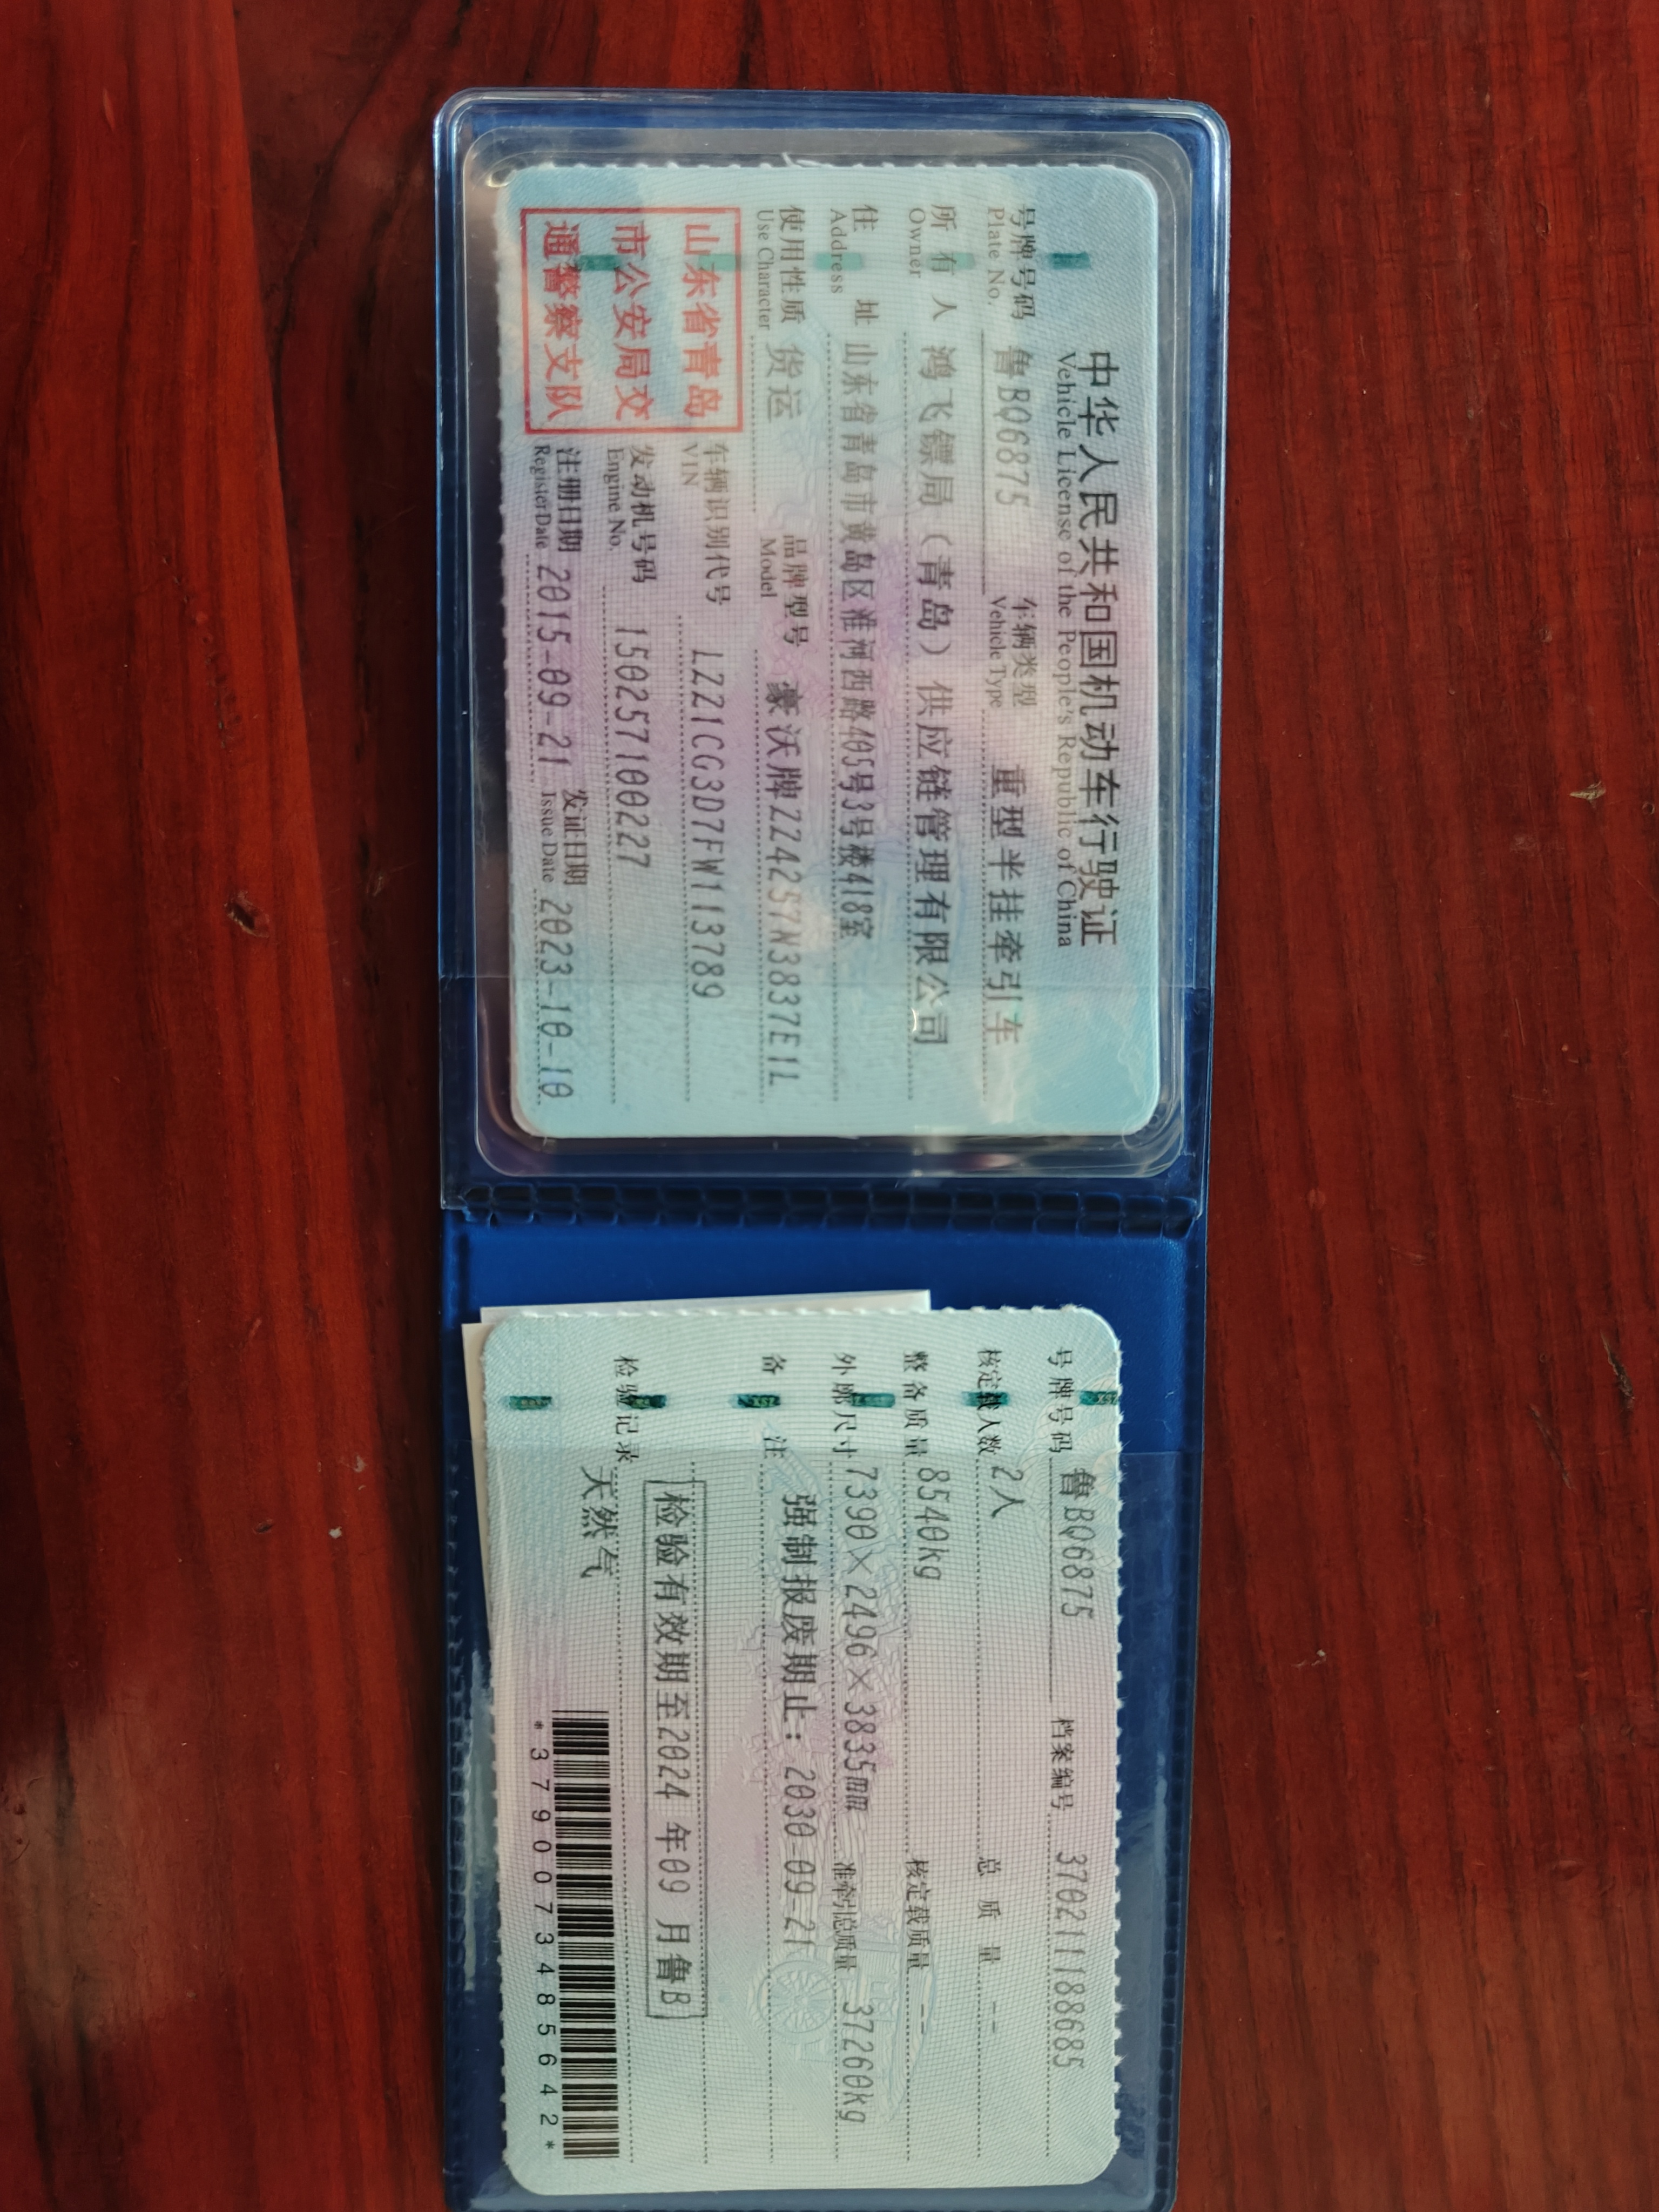 中华人民共和国机动车行驶证
Vehicle License of the People's Republic of China
号牌号码 鲁BQ6875 车辆类型 重型半挂牵引车
Plate No. Vehicle Type
所有人 鸿飞镖局（青岛）供应链管理有限公司
Owner
住址 山东省青岛市黄岛区淮河西路405号3号楼418室
Address
使用性质 货运 品牌型号 豪沃牌ZZ4257N3837E1L
Use Character Model
山东省青岛
市公安局交
通警察支队
车辆识别代号 LZZ1CG3D7FW113789
VIN
发动机号码 150257100227
Engine No.
注册日期 2015-09-21 发证日期 2023-10-10
Register Date Issue Date
号牌号码 鲁BQ6875 档案编号 370211188685
核定载人数 2人 总质量 --
整备质量 8540kg 核定载质量 --
外廓尺寸 7390×2496×3835mm 准牵引总质量 37260kg
备注 强制报废期止：2030-09-21
检验有效期至2024年09月鲁B
检验记录
天然气
*3790073485642*